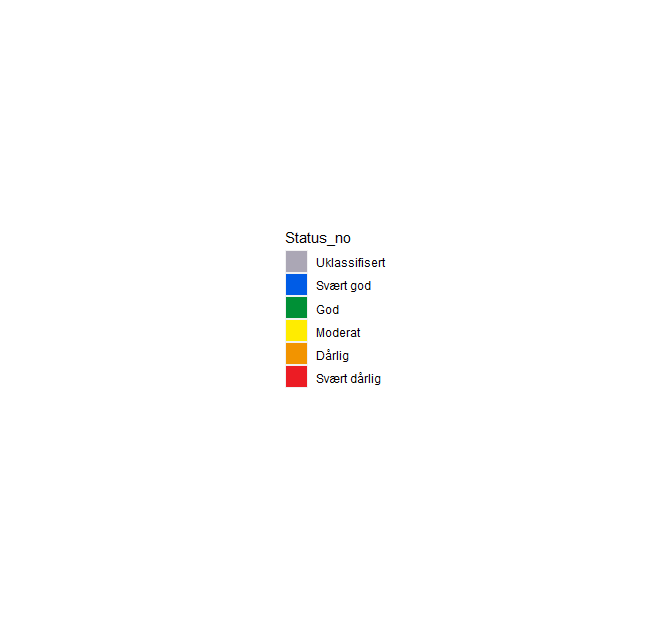 Status_no
Uklassifisert
Svært god
God
Moderat
Dårlig
Svært dårlig